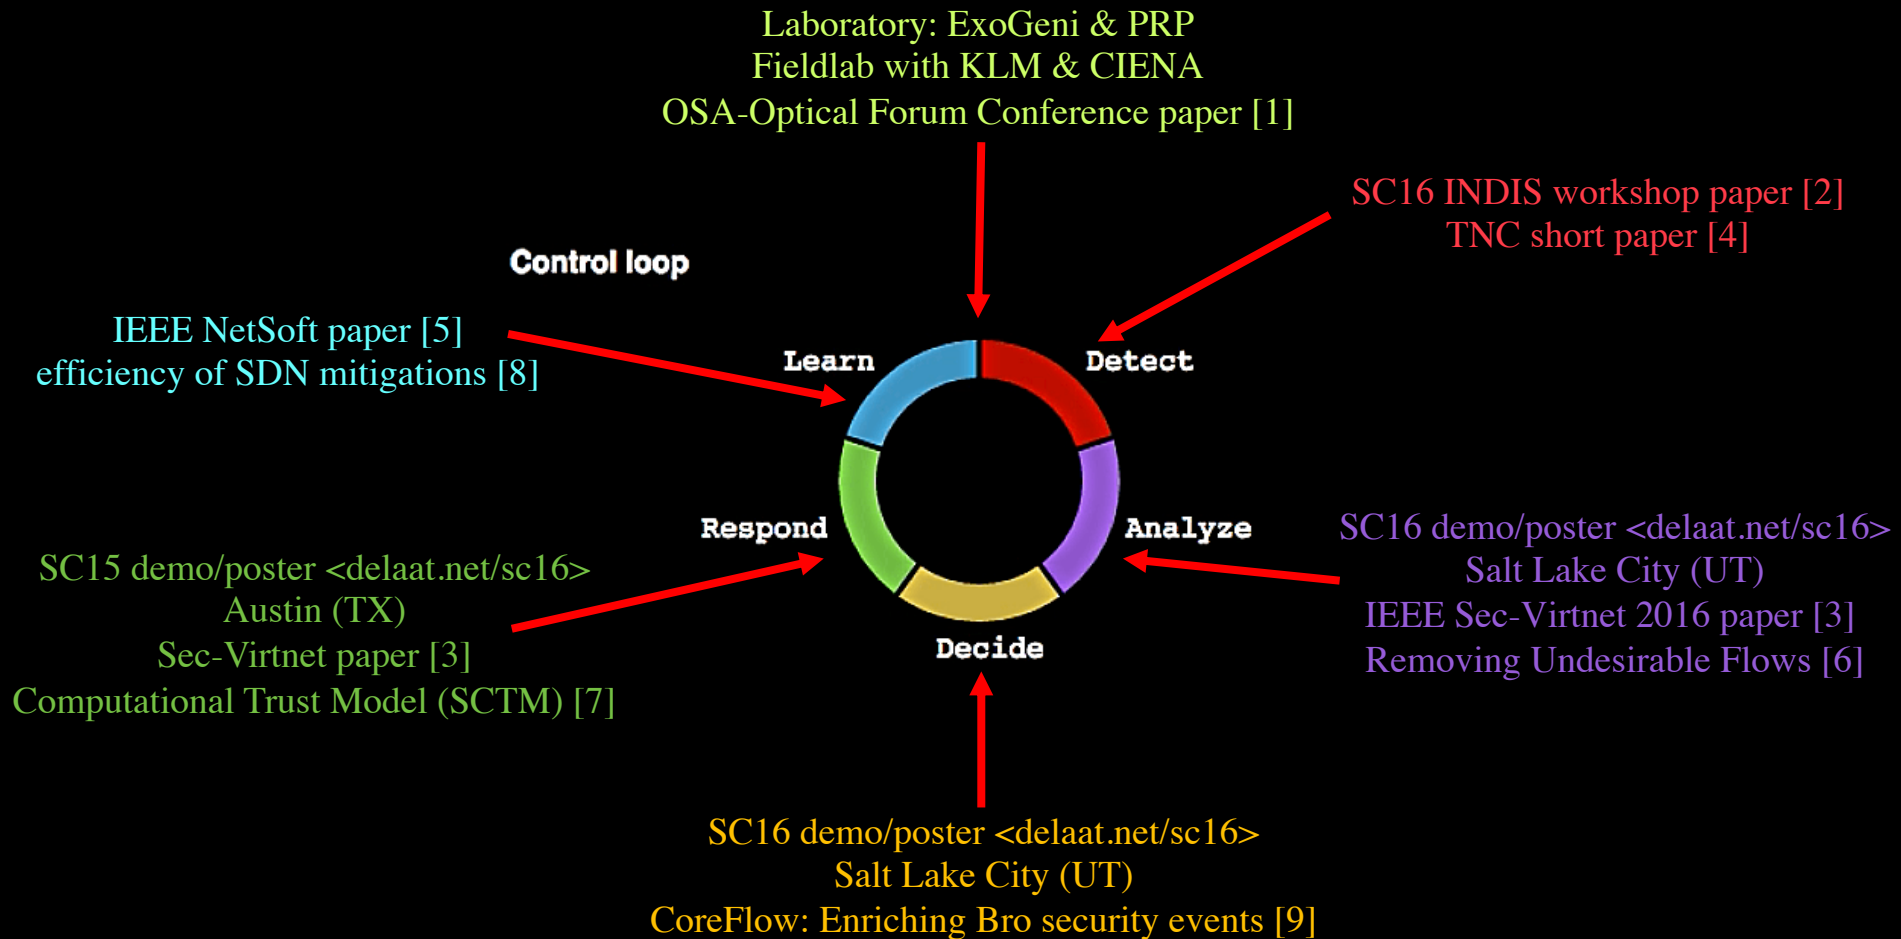 Laboratory: ExoGeni & PRP
Fieldlab with KLM & CIENA
OSA-Optical Forum Conference paper [1]
SC16 INDIS workshop paper [2]
TNC short paper [4]
Control loop
IEEE NetSoft paper [5]
efficiency of SDN mitigations [8]
Learn
Detect
Respond
Analyze
Decide
SC15 demo/poster <delaat.net/sc16>
Austin (TX)
Sec-Virtnet paper [3]
Computational Trust Model (SCTM) [7]
SC16 demo/poster <delaat.net/sc16>
Salt Lake City (UT)
IEEE Sec-Virtnet 2016 paper [3]
Removing Undesirable Flows [6]
SC16 demo/poster <delaat.net/sc16>
Salt Lake City (UT)
CoreFlow: Enriching Bro security events [9]